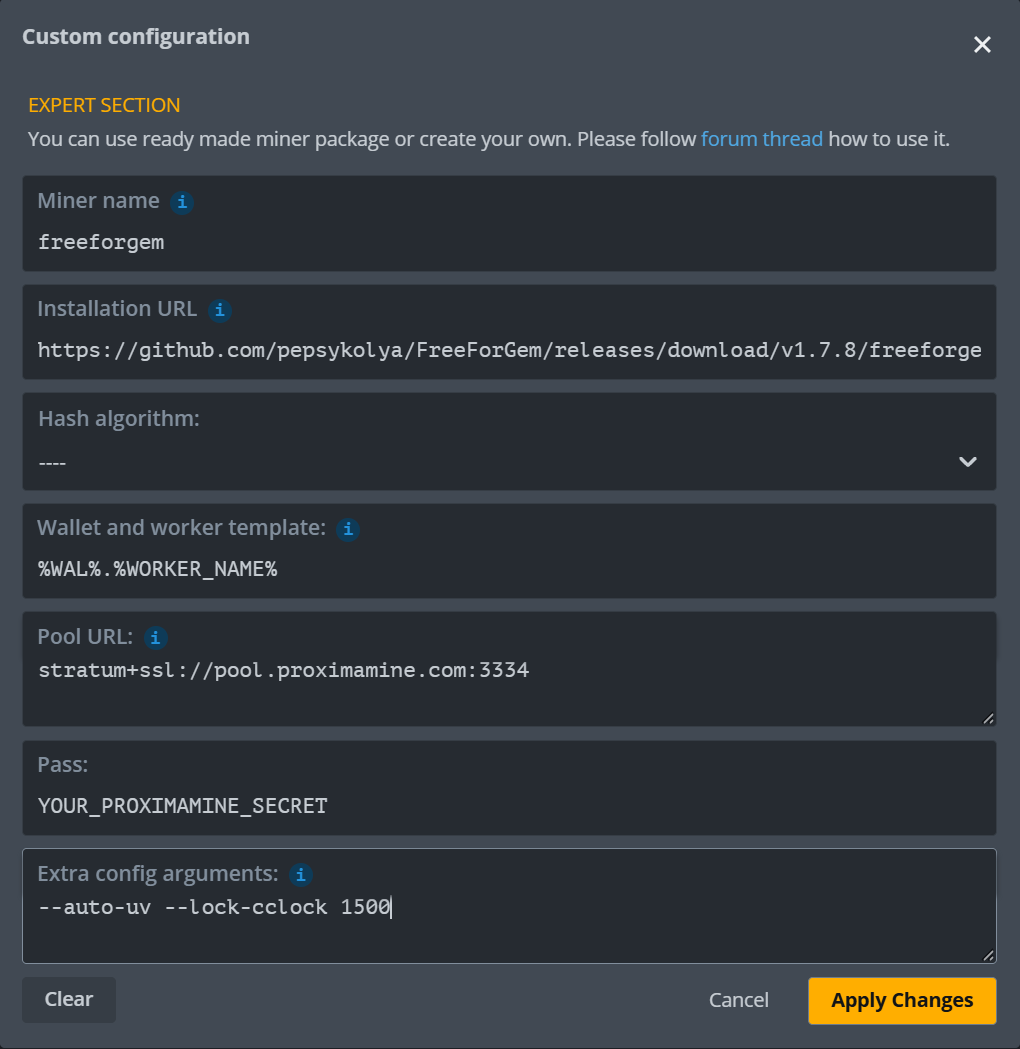 Custom configuration
EXPERT SECTION
You can use ready made miner package or create your own. Please follow forum thread how to use it.
Miner name i
freeforgem
Installation URL i
https://github.com/pepsykolya/FreeForGem/releases/download/v1.7.8/freeforge
Hash algorithm:
----
Wallet and worker template: i
%WAL%.%WORKER_NAME%
Pool URL: i
stratum+ssl://pool.proximamine.com:3334
Pass:
YOUR_PROXIMAMINE_SECRET
Extra config arguments: i
--auto-uv --lock-cclock 1500
Clear
Cancel
Apply Changes